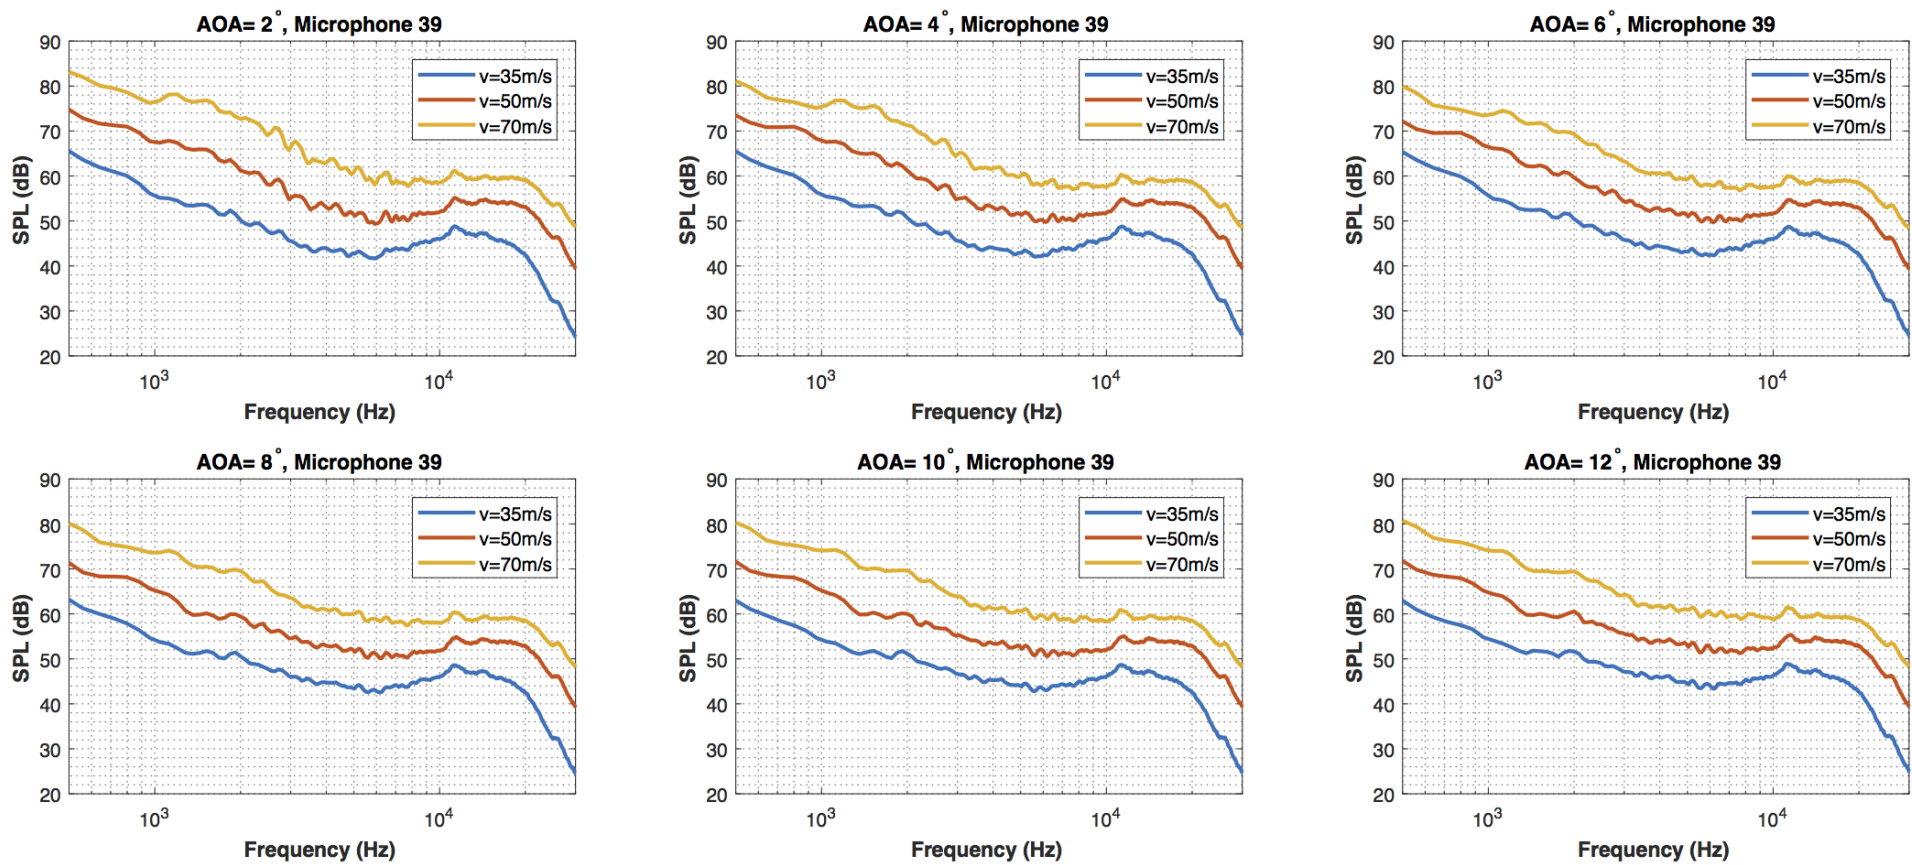 AOA= 2°, Microphone 39
90
80
70
60
50
40
30
20
SPL (dB)
v=35m/s
v=50m/s
v=70m/s
10³
10⁴
Frequency (Hz)
AOA= 4°, Microphone 39
90
80
70
60
50
40
30
20
SPL (dB)
v=35m/s
v=50m/s
v=70m/s
10³
10⁴
Frequency (Hz)
AOA= 6°, Microphone 39
90
80
70
60
50
40
30
20
SPL (dB)
v=35m/s
v=50m/s
v=70m/s
10³
10⁴
Frequency (Hz)
AOA= 8°, Microphone 39
90
80
70
60
50
40
30
20
SPL (dB)
v=35m/s
v=50m/s
v=70m/s
10³
10⁴
Frequency (Hz)
AOA= 10°, Microphone 39
90
80
70
60
50
40
30
20
SPL (dB)
v=35m/s
v=50m/s
v=70m/s
10³
10⁴
Frequency (Hz)
AOA= 12°, Microphone 39
90
80
70
60
50
40
30
20
SPL (dB)
v=35m/s
v=50m/s
v=70m/s
10³
10⁴
Frequency (Hz)